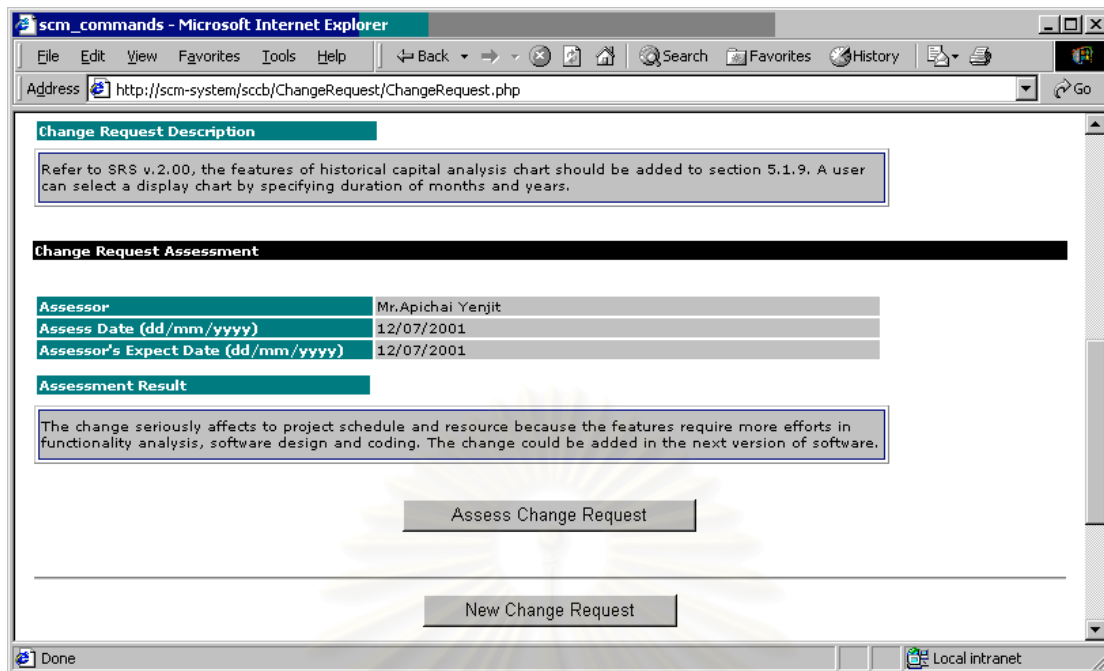 scm_commands - Microsoft Internet Explorer
File Edit View Favorites Tools Help Back Search Favorites History
Address http://scm-system/sccb/ChangeRequest/ChangeRequest.php Go
Change Request Description
Refer to SRS v.2.00, the features of historical capital analysis chart should be added to section 5.1.9. A user
can select a display chart by specifying duration of months and years.
Change Request Assessment
Assessor Mr.Apichai Yenjit
Assess Date (dd/mm/yyyy) 12/07/2001
Assessor's Expect Date (dd/mm/yyyy) 12/07/2001
Assessment Result
The change seriously affects to project schedule and resource because the features require more efforts in
functionality analysis, software design and coding. The change could be added in the next version of software.
Assess Change Request
New Change Request
Done Local intranet